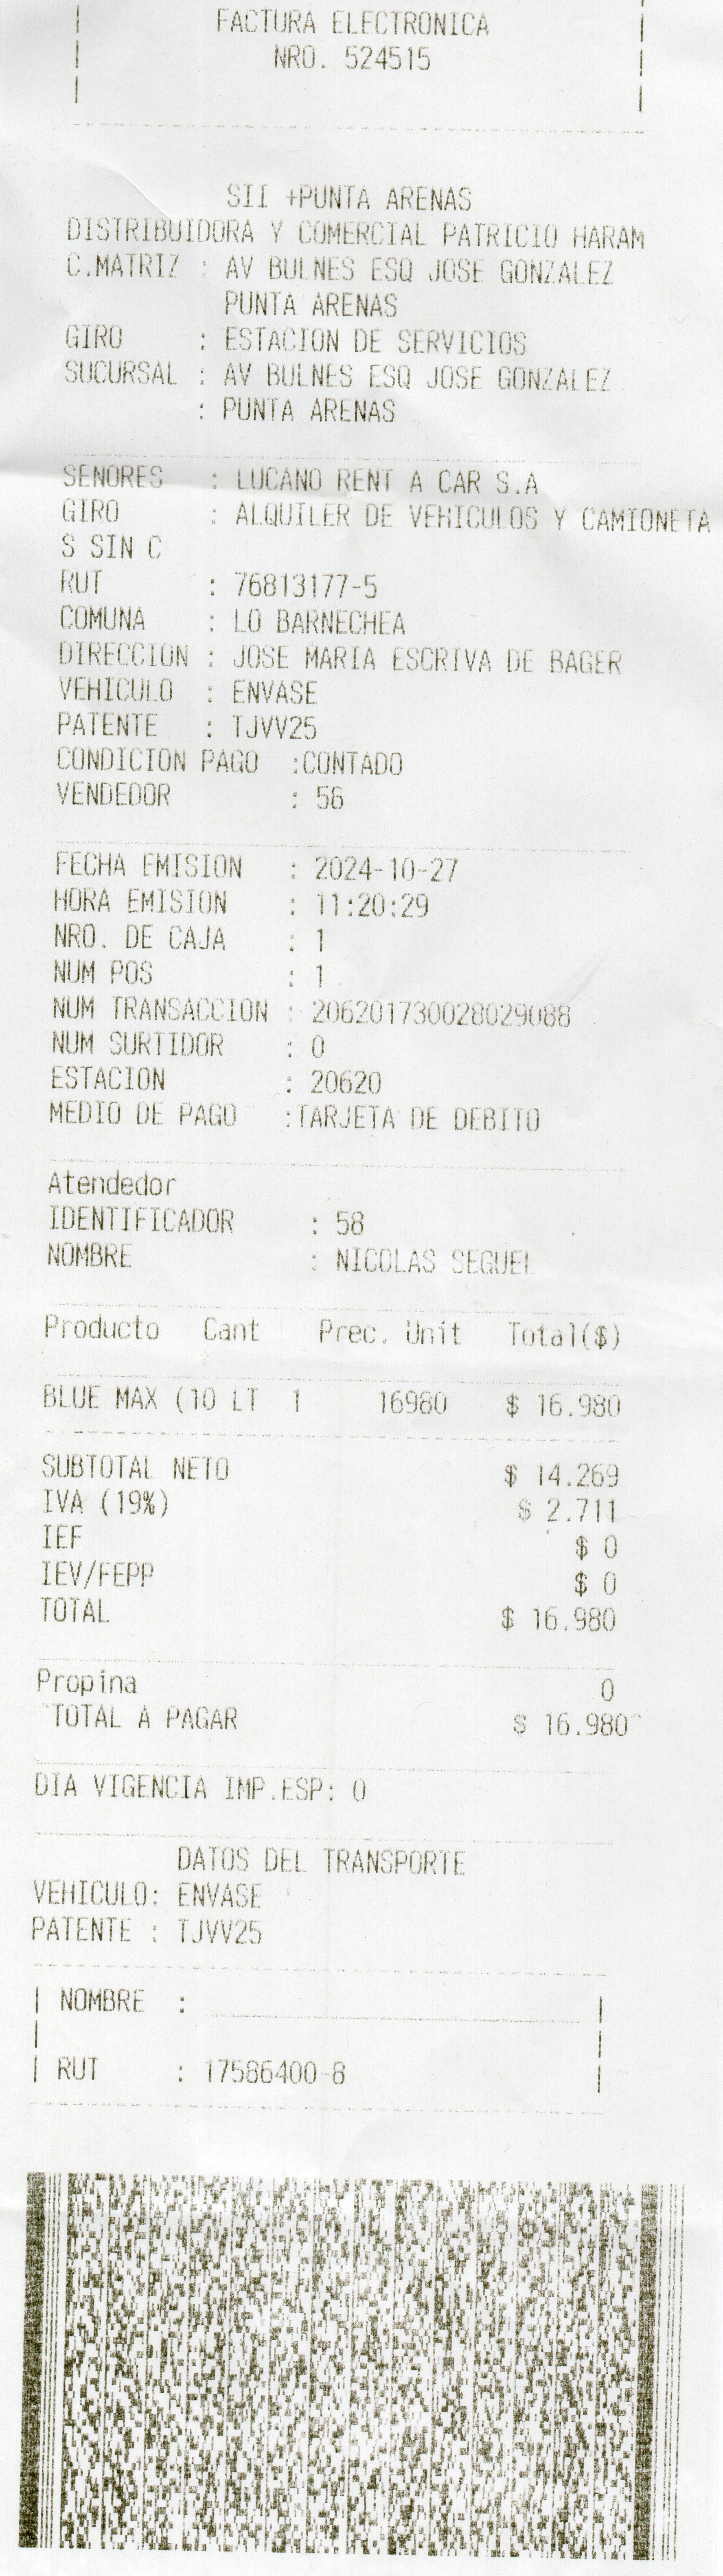 FACTURA ELECTRONICA
NRO. 524515
SII +PUNTA ARENAS
DISTRIBUIDORA Y COMERCIAL PATRICIO HARAM
C.MATRIZ : AV BULNES ESQ JOSE GONZALEZ
PUNTA ARENAS
GIRO : ESTACION DE SERVICIOS
SUCURSAL : AV BULNES ESQ JOSE GONZALEZ
: PUNTA ARENAS
SENORES : LUCANO RENT A CAR S.A
GIRO : ALQUILER DE VEHICULOS Y CAMIONETA
S SIN C
RUT : 76813177-5
COMUNA : LO BARNECHEA
DIRECCION : JOSE MARIA ESCRIVA DE BAGER
VEHICULO : ENVASE
PATENTE : TJVV25
CONDICION PAGO :CONTADO
VENDEDOR : 58
FECHA EMISION : 2024-10-27
HORA EMISION : 11:20:29
NRO. DE CAJA : 1
NUM POS : 1
NUM TRANSACCION : 206201730028029088
NUM SURTIDOR : 0
ESTACION : 20620
MEDIO DE PAGO :TARJETA DE DEBITO
Atendedor
IDENTIFICADOR : 58
NOMBRE : NICOLAS SEGUEL
Producto Cant Prec. Unit Total($)
BLUE MAX (10 LT 1 16980 $ 16.980
SUBTOTAL NETO $ 14.269
IVA (19%) $ 2.711
IEF $ 0
IEV/FEPP $ 0
TOTAL $ 16.980
Propina 0
TOTAL A PAGAR $ 16.980
DIA VIGENCIA IMP.ESP: 0
DATOS DEL TRANSPORTE
VEHICULO: ENVASE
PATENTE : TJVV25
NOMBRE :
RUT : 17586400-8